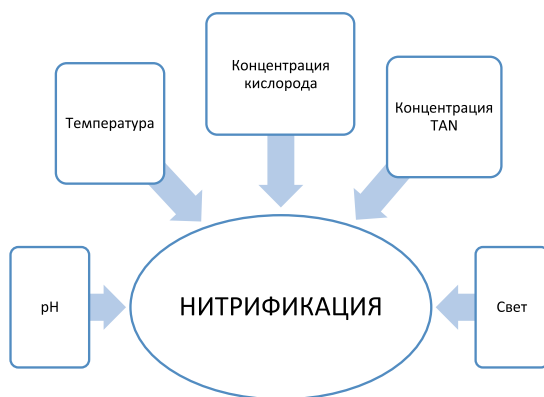 Концентрация
кислорода
Температура
Концентрация
TAN
pH
НИТРИФИКАЦИЯ
Свет